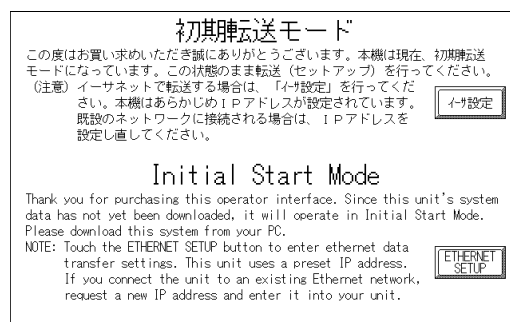 初期転送モード
この度はお買い求めいただき誠にありがとうございます。本機は現在、初期転送
モードになっています。この状態のまま転送（セットアップ）を行ってください。
（注意）イーサネットで転送する場合は、「ｲｰｻ設定」を行ってくだ
さい。本機はあらかじめＩＰアドレスが設定されています。
既設のネットワークに接続される場合は、ＩＰアドレスを
設定し直してください。
ｲｰｻ設定
Initial Start Mode
Thank you for purchasing this operator interface. Since this unit's system
data has not yet been downloaded, it will operate in Initial Start Mode.
Please download this system from your PC.
NOTE: Touch the ETHERNET SETUP button to enter ethernet data
transfer settings. This unit uses a preset IP address.
If you connect the unit to an existing Ethernet network,
request a new IP address and enter it into your unit.
ETHERNET
SETUP